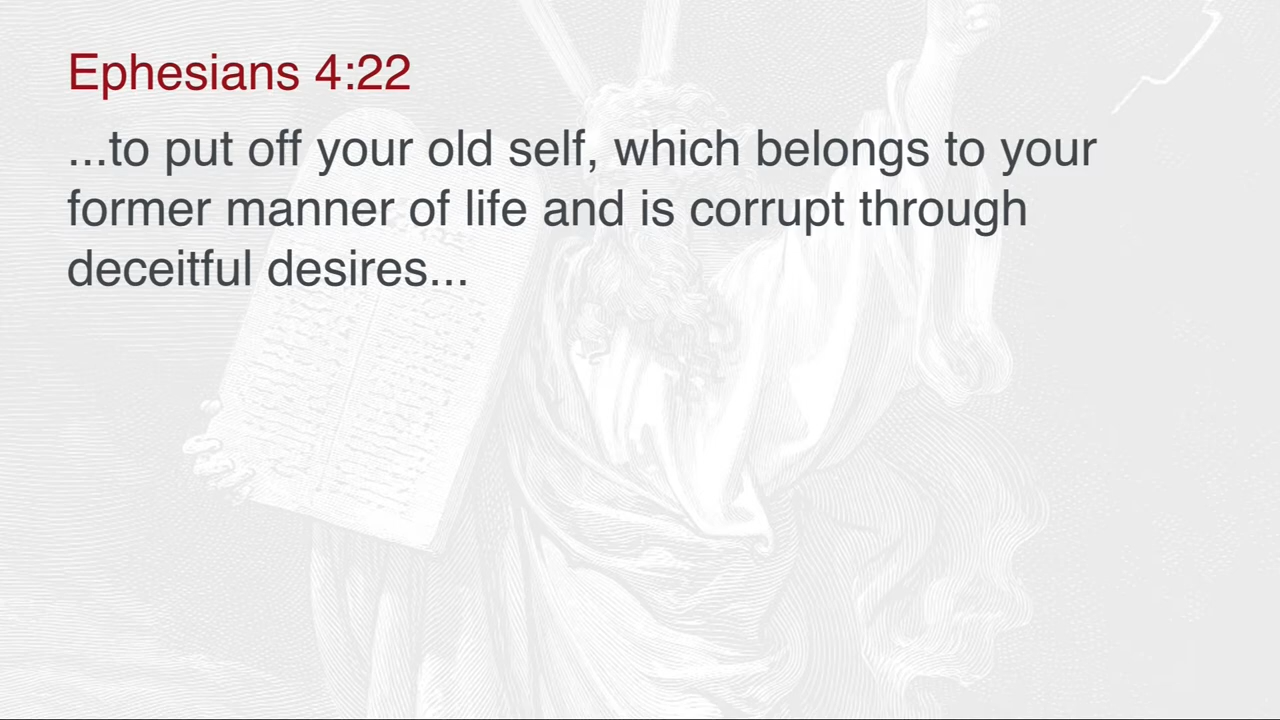 Ephesians 4:22
...to put off your old self, which belongs to your
former manner of life and is corrupt through
deceitful desires...